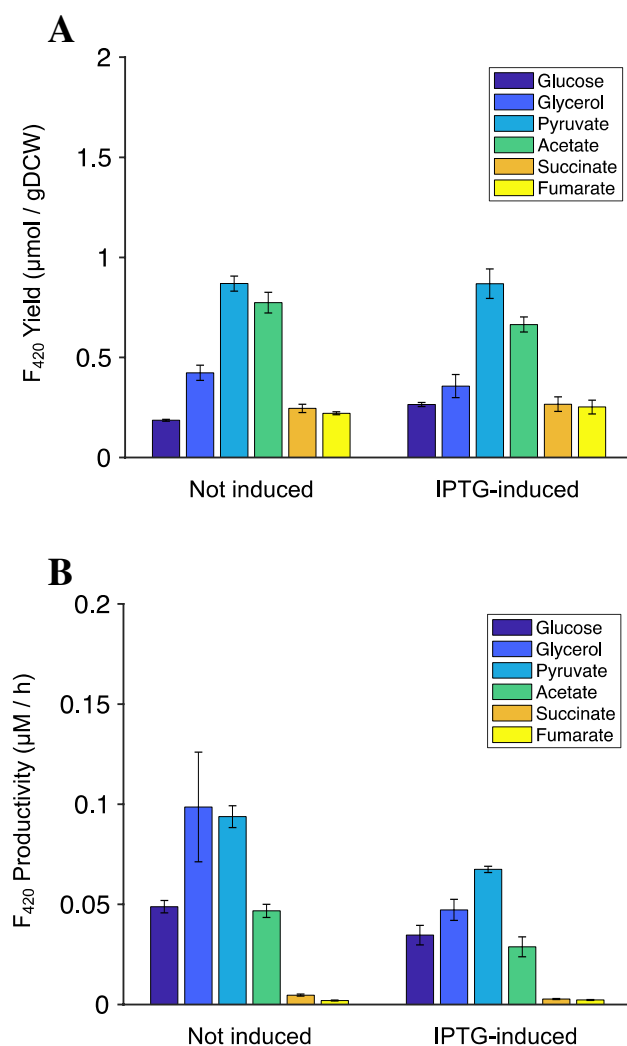 A
F420 Yield (μmol / gDCW)
2
1.5
1
0.5
0
Glucose
Glycerol
Pyruvate
Acetate
Succinate
Fumarate
Not induced
IPTG-induced
B
F420 Productivity (μM / h)
0.2
0.15
0.1
0.05
0
Glucose
Glycerol
Pyruvate
Acetate
Succinate
Fumarate
Not induced
IPTG-induced